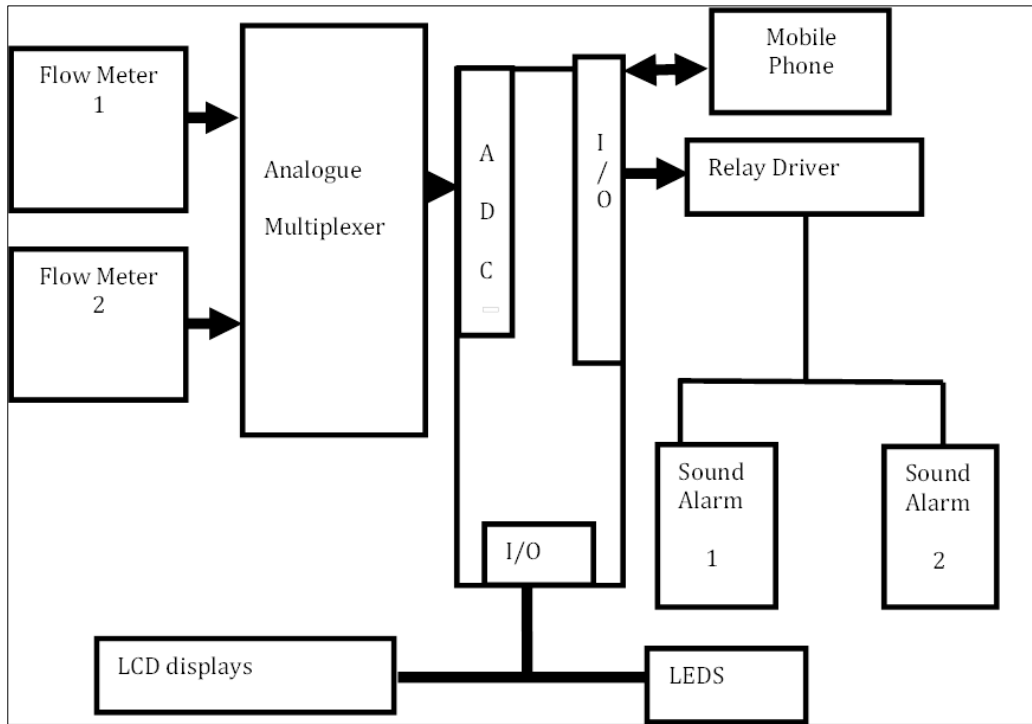 Flow Meter
1
Flow Meter
2
Analogue
Multiplexer
A
D
C
I
/
O
I/O
Mobile
Phone
Relay Driver
Sound
Alarm
1
Sound
Alarm
2
LCD displays
LEDS